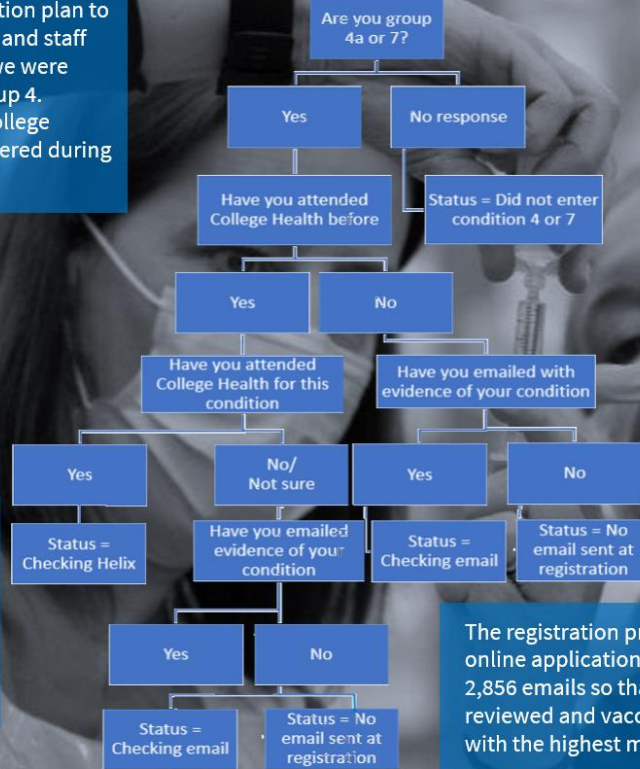 tion plan to
and staff
we were
up 4.
ollege
ered during
Are you group
4a or 7?
Yes
No response
Have you attended
College Health before
Status = Did not enter
condition 4 or 7
Yes
No
Have you attended
College Health for this
condition
Have you emailed with
evidence of your condition
Yes
No/
Not sure
Yes
No
Status =
Checking Helix
Have you emailed
evidence of your
condition
Status =
Checking email
Status = No
email sent at
registration
Yes
No
Status =
Checking email
Status = No
email sent at
registration
The registration pr
online application
2,856 emails so tha
reviewed and vacc
with the highest m